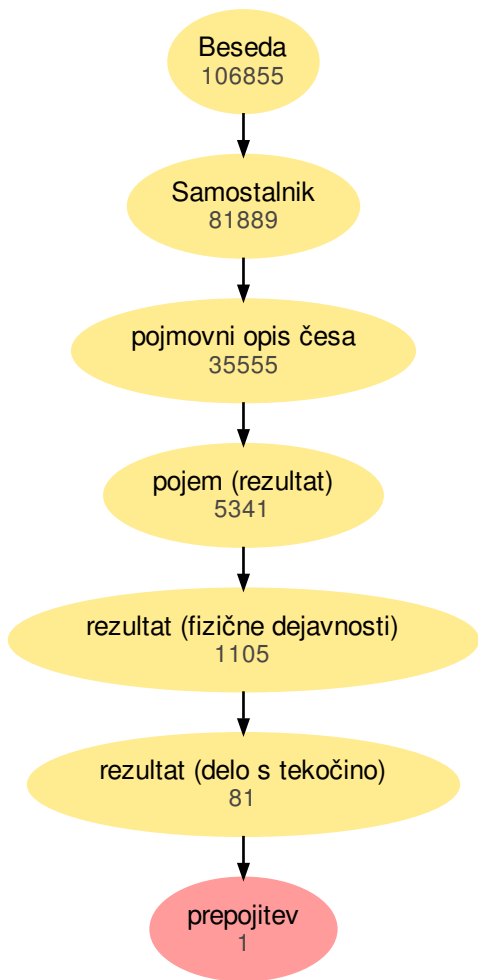 Beseda
106855
Samostalnik
81889
pojmovni opis česa
35555
pojem (rezultat)
5341
rezultat (fizične dejavnosti)
1105
rezultat (delo s tekočino)
81
prepojitev
1